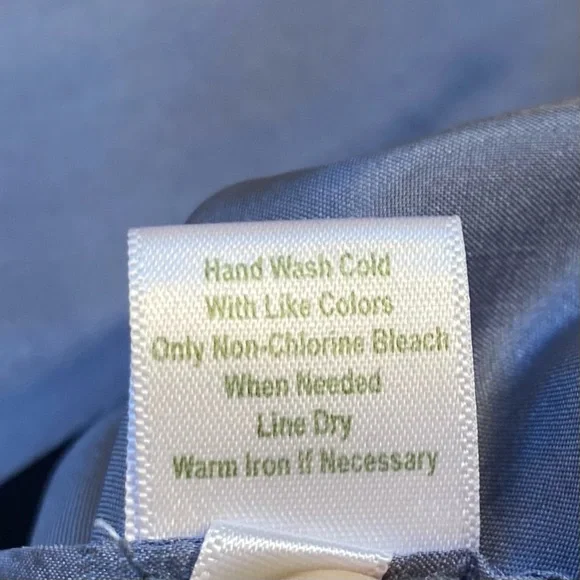 Hand Wash Cold
With Like Colors
Only Non-Chlorine Bleach
When Needed
Line Dry
Warm Iron if Necessary